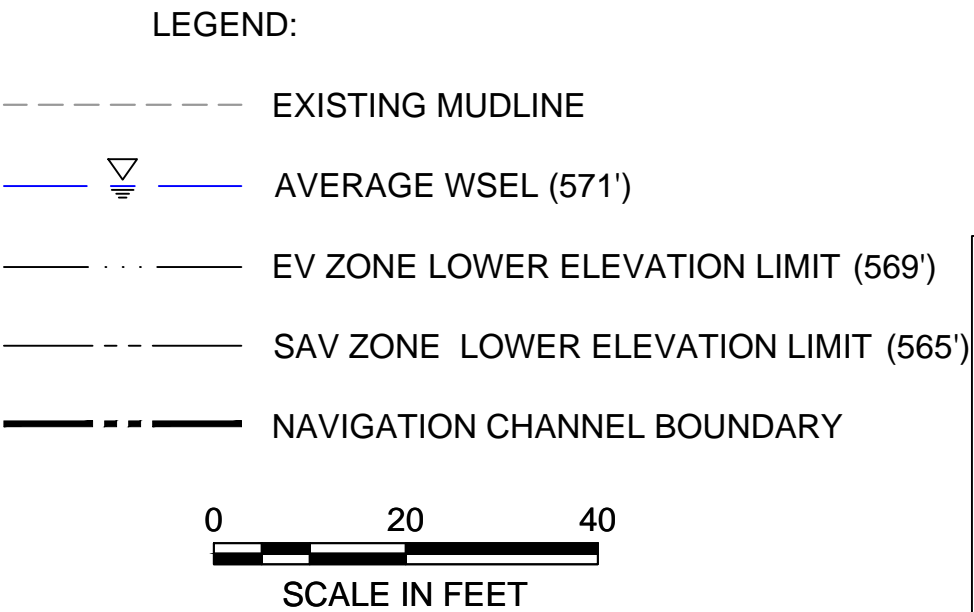 LEGEND:
EXISTING MUDLINE
AVERAGE WSEL (571')
EV ZONE LOWER ELEVATION LIMIT (569')
SAV ZONE LOWER ELEVATION LIMIT (565')
NAVIGATION CHANNEL BOUNDARY
0 20 40
SCALE IN FEET